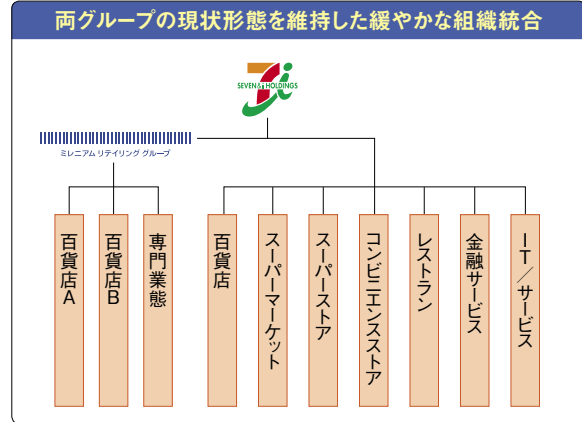 両グループの現状形態を維持した緩やかな組織統合
SEVEN & i HOLDINGS
ミレニアム リテイリング グループ
百貨店A
百貨店B
専門業態
百貨店
スーパーマーケット
スーパーストア
コンビニエンスストア
レストラン
金融サービス
IT／サービス